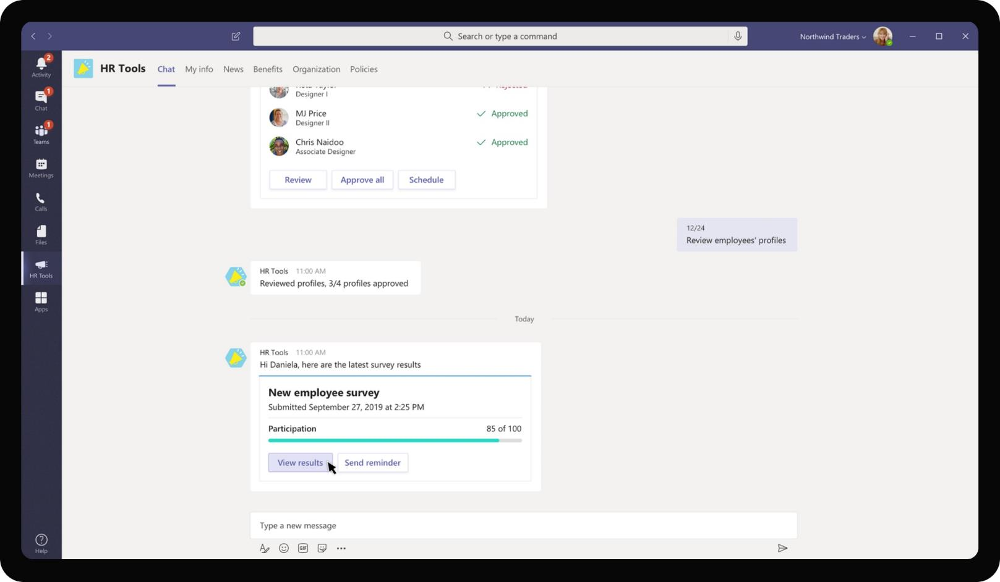 Search or type a command
Northwind Traders
2
Activity
1
Chat
1
Teams
Meetings
Calls
Files
HR Tools
Apps
Help
HR Tools
Chat
My info
News
Benefits
Organization
Policies
Rejected
Designer I
MJ Price
Approved
Designer II
Chris Naidoo
Approved
Associate Designer
Review
Approve all
Schedule
12/24
Review employees' profiles
HR Tools 11:00 AM
Reviewed profiles, 3/4 profiles approved
Today
HR Tools 11:00 AM
Hi Daniela, here are the latest survey results
New employee survey
Submitted September 27, 2019 at 2:25 PM
Participation 85 of 100
View results
Send reminder
Type a new message
GIF